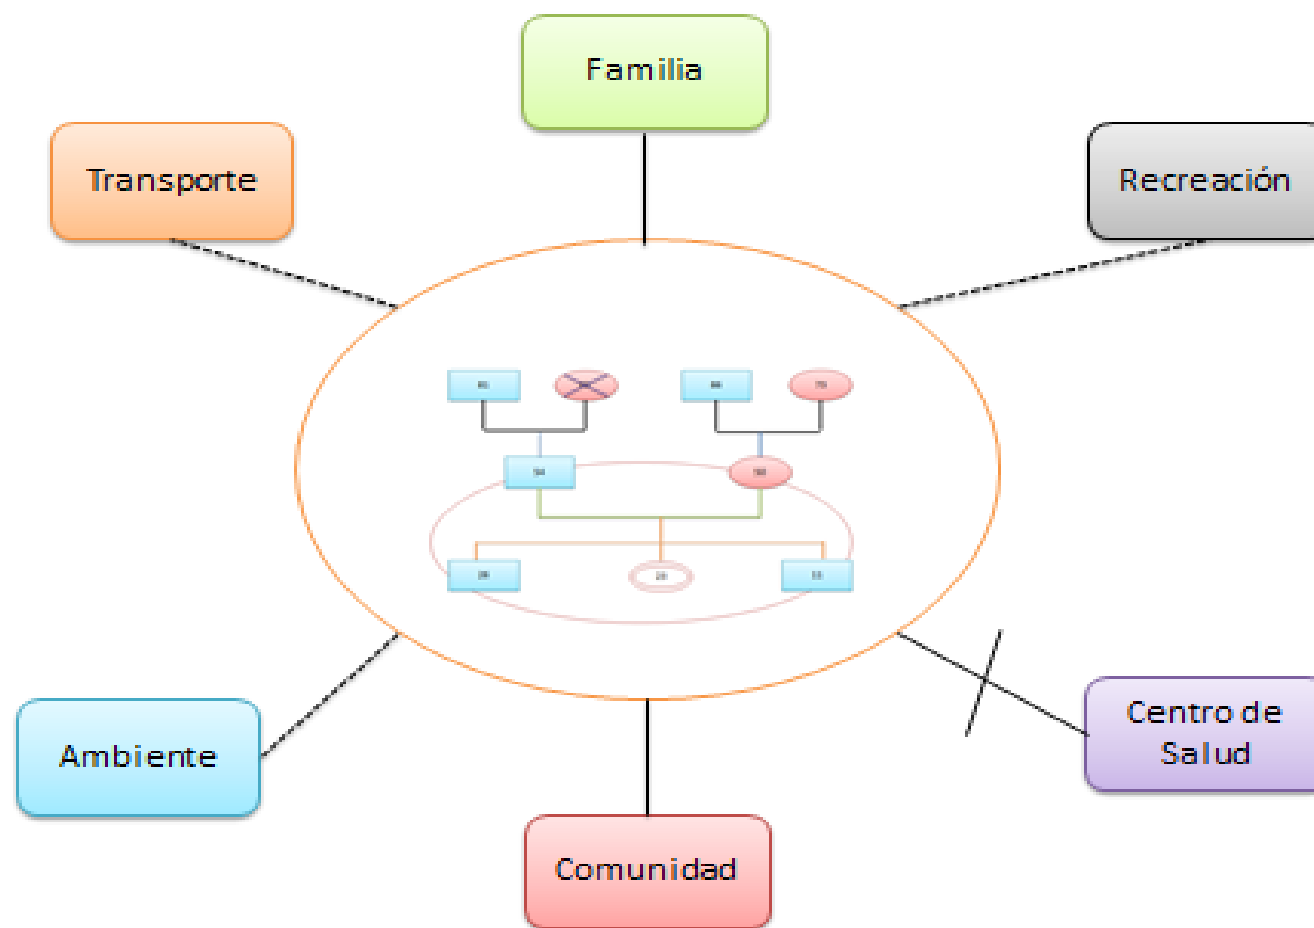 Familia
Transporte
Recreación
Ambiente
Centro de
Salud
Comunidad